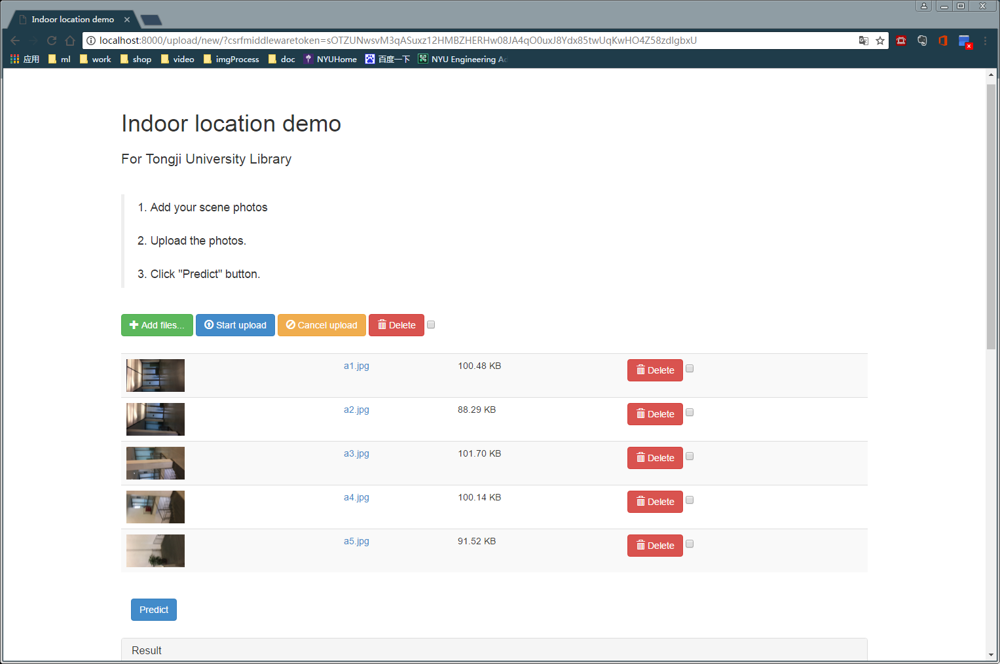 Indoor location demo
localhost:8000/upload/new/?csrfmiddlewaretoken=sOTZUNwsvM3qASuxz12HMBZHERHw08JA4qO0uxJ8Ydx85twUqKwHO4Z58zdlgbxU
应用 ml work shop video imgProcess doc NYUHome 百度一下 NYU Engineering Ad
Indoor location demo
For Tongji University Library
1. Add your scene photos
2. Upload the photos.
3. Click "Predict" button.
Add files... Start upload Cancel upload Delete
a1.jpg 100.48 KB Delete
a2.jpg 88.29 KB Delete
a3.jpg 101.70 KB Delete
a4.jpg 100.14 KB Delete
a5.jpg 91.52 KB Delete
Predict
Result